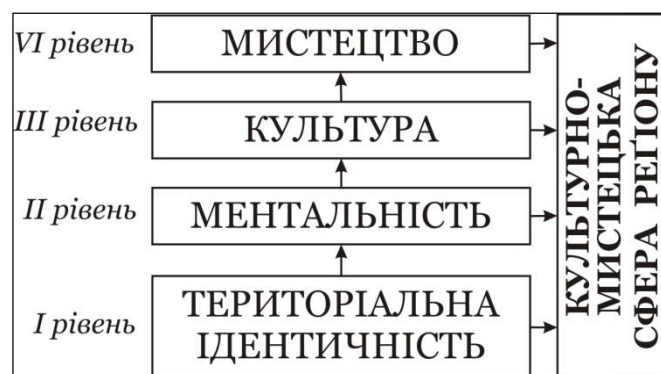 VI рівень
МИСТЕЦТВО
III рівень
КУЛЬТУРА
II рівень
МЕНТАЛЬНІСТЬ
I рівень
ТЕРИТОРІАЛЬНА
ІДЕНТИЧНІСТЬ
КУЛЬТУРНО-
МИСТЕЦЬКА
СФЕРА РЕГІОНУ